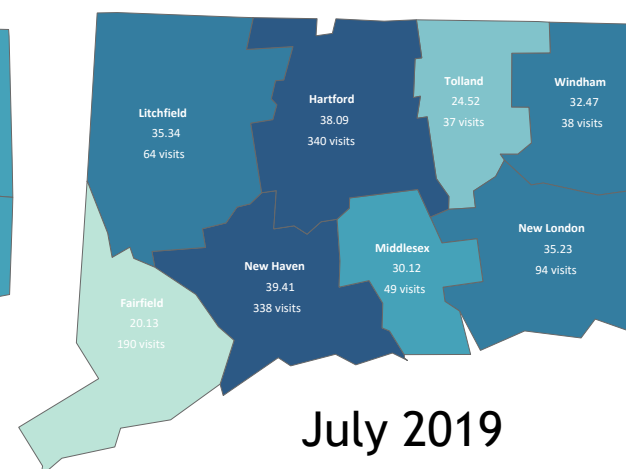 Litchfield
35.34
64 visits
Hartford
38.09
340 visits
Tolland
24.52
37 visits
Windham
32.47
38 visits
Fairfield
20.13
190 visits
New Haven
39.41
338 visits
Middlesex
30.12
49 visits
New London
35.23
94 visits
July 2019